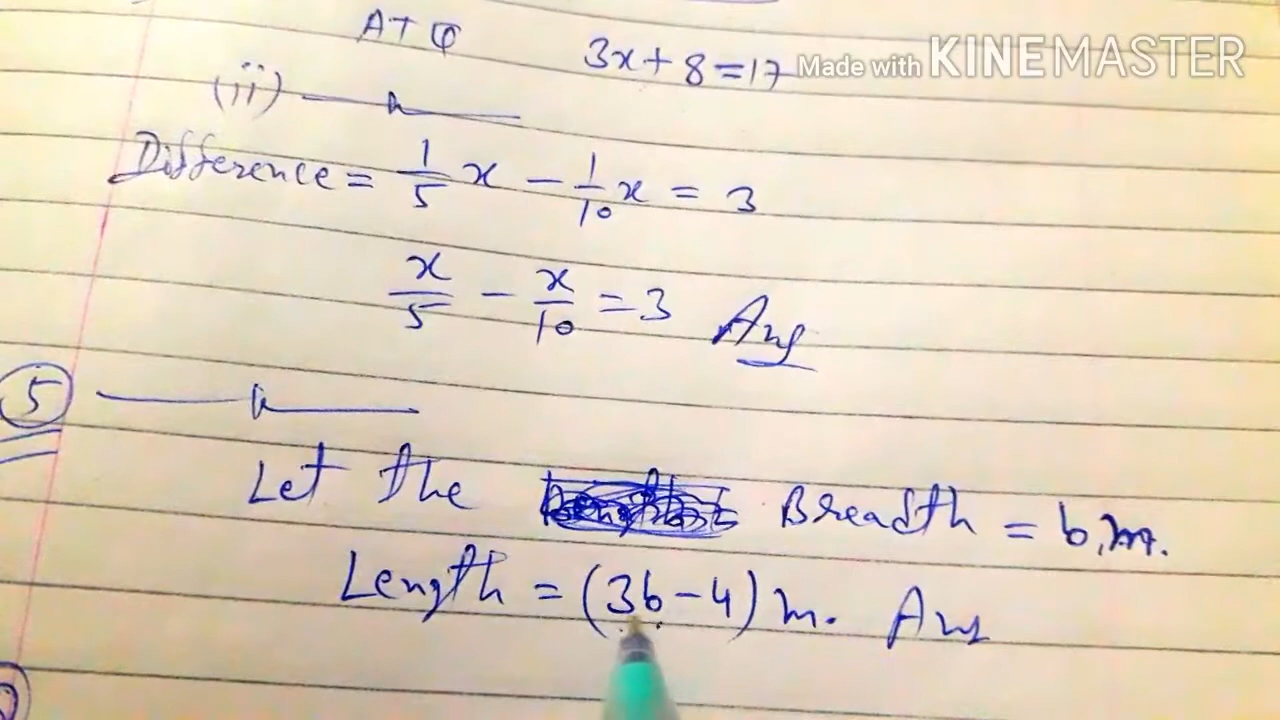 ATQ
3x + 8 = 17
Made with KINEMASTER
(ii)
Difference = 1/5 x - 1/10 x = 3
x/5 - x/10 = 3 Ans
5
Let the Breadth = b m.
Length = (3b - 4) m. Ans